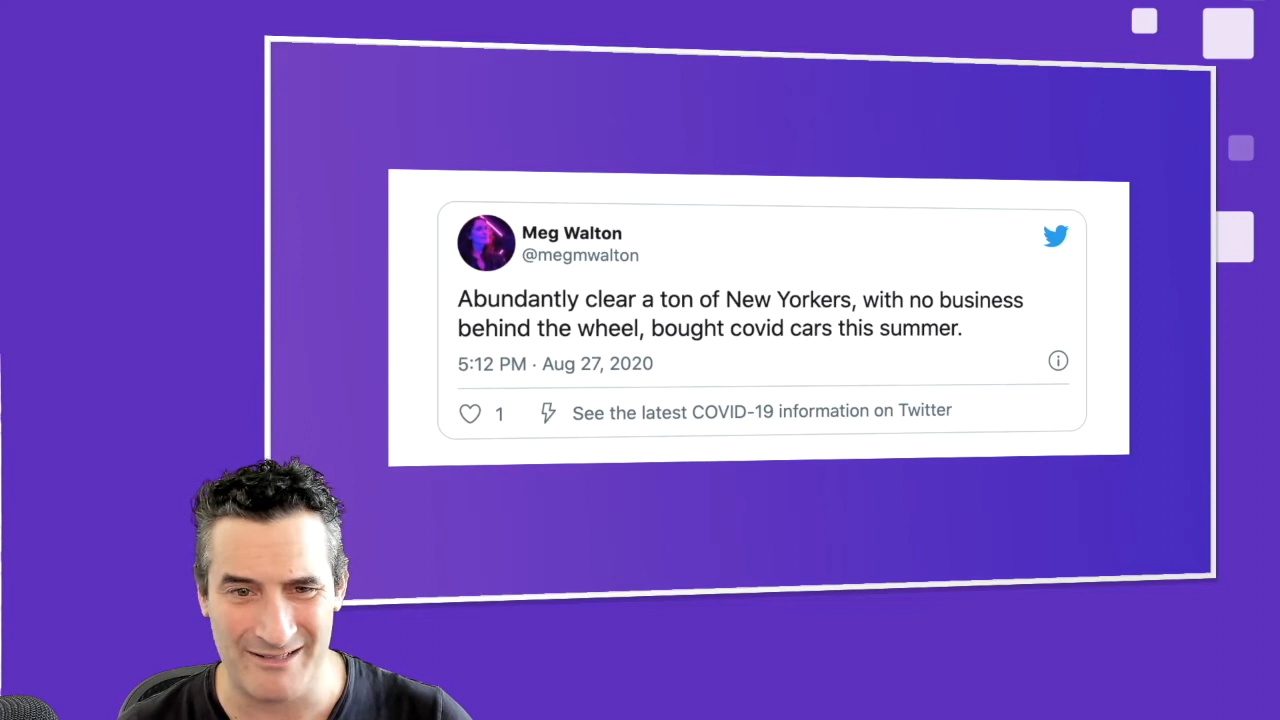 Meg Walton
@megmwalton
Abundantly clear a ton of New Yorkers, with no business
behind the wheel, bought covid cars this summer.
5:12 PM · Aug 27, 2020
1
See the latest COVID-19 information on Twitter